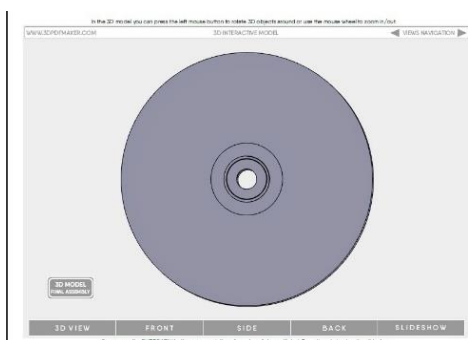 In the 3D model you can press the left mouse button to rotate 3D objects around or use the mouse wheel to zoom in/out
WWW.3DPDFMAKER.COM
3D INTERACTIVE MODEL
VIEWS NAVIGATION
3D MODEL
FINAL ASSEMBLY
3D VIEW
FRONT
SIDE
BACK
SLIDESHOW